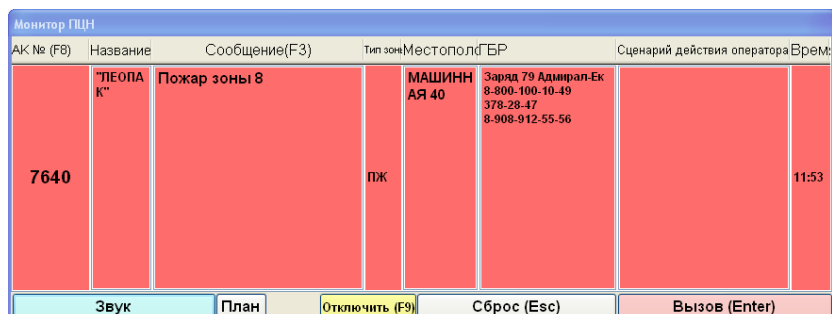 Монитор ПЦН
АК № (F8) Название Сообщение(F3) Тип зон Местополо ГБР Сценарий действия оператора Врем
7640 "ЛЕОПА К" Пожар зоны 8 ПЖ МАШИНН АЯ 40 Заряд 79 Адмирал-Ек 8-800-100-10-49 378-28-47 8-908-912-55-56 11:53
Звук План Отключить (F9) Сброс (Esc) Вызов (Enter)